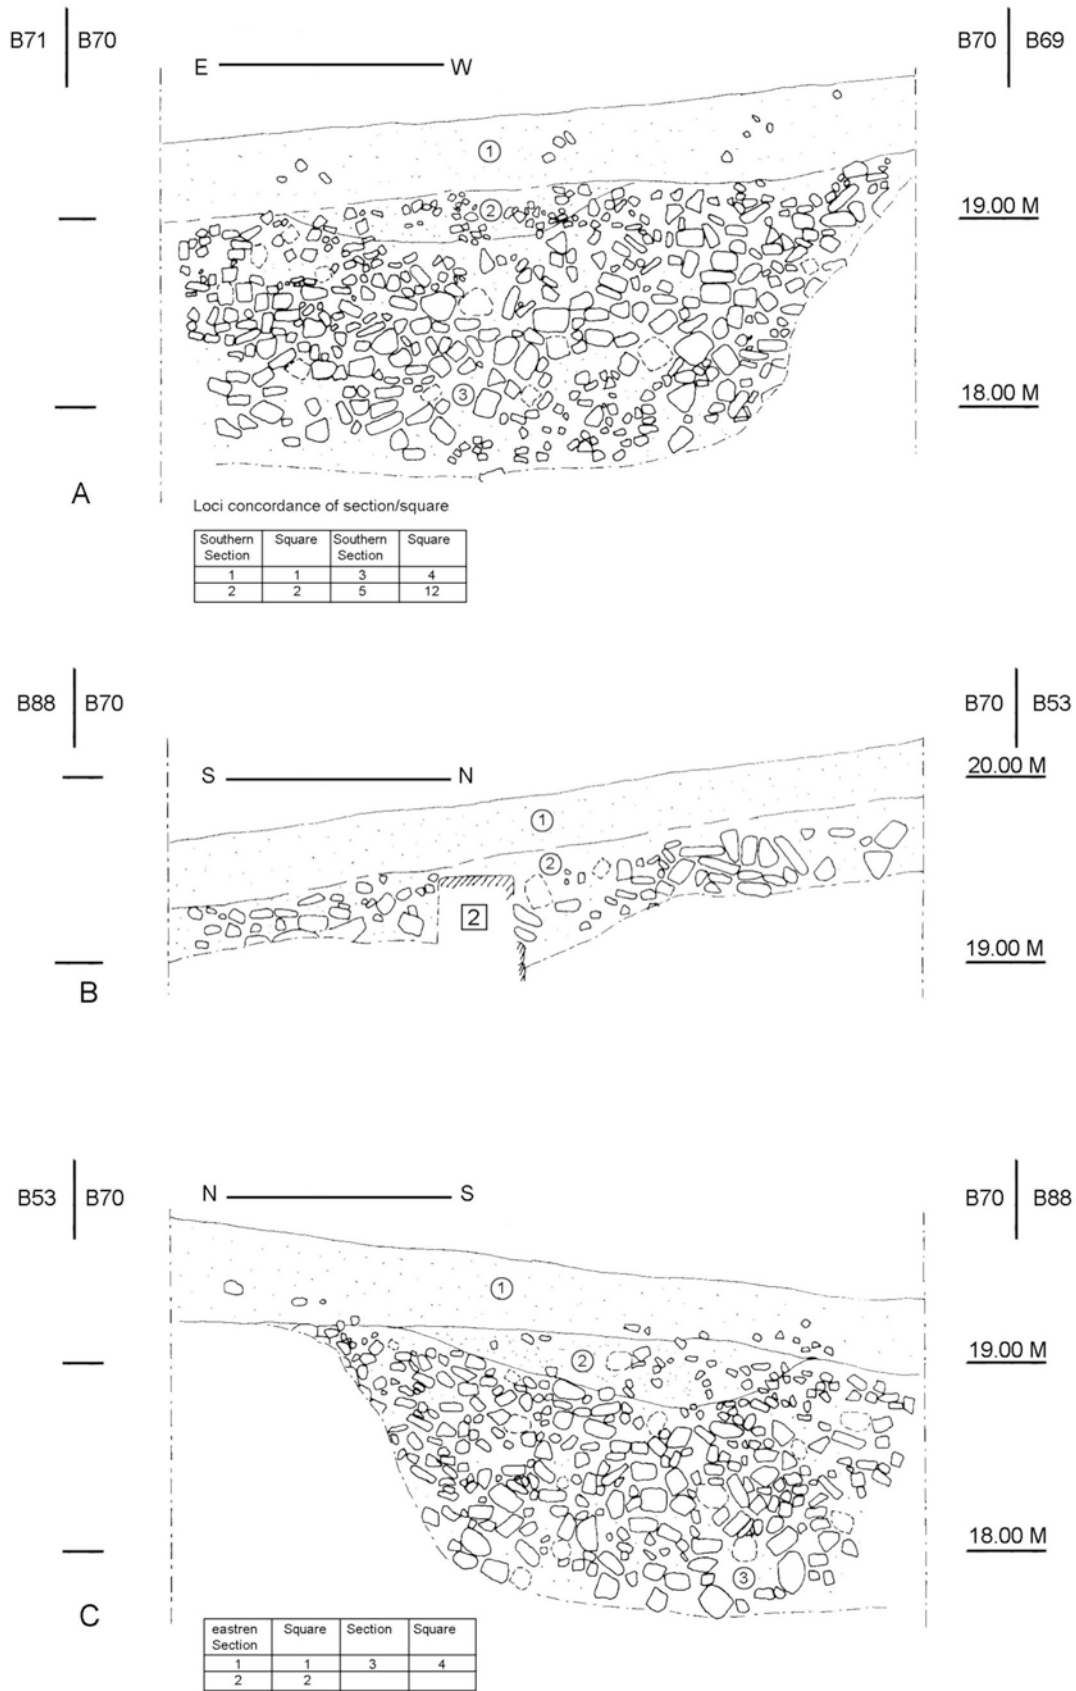 B71 B70
B70 B69
E W
1
2
19.00 M
3
18.00 M
A
Loci concordance of section/square
Southern Section Square Southern Section Square
1 1 3 4
2 2 5 12
B88 B70
B70 B53
S N
20.00 M
1
2
2
19.00 M
B
B53 B70
B70 B88
N S
1
2
19.00 M
18.00 M
3
C
eastren Section Square Section Square
1 1 3 4
2 2